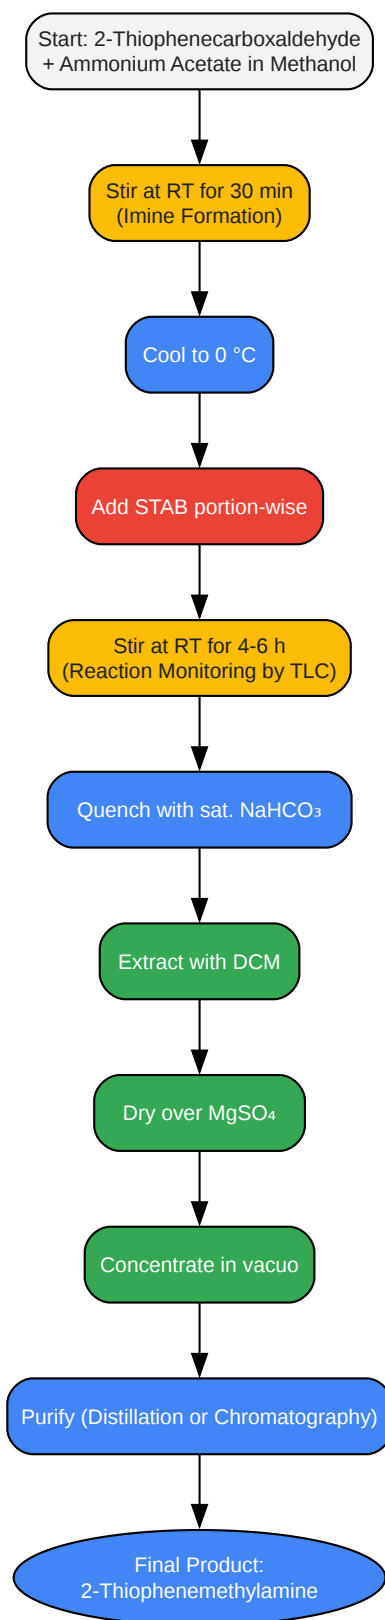 Start: 2-Thiophenecarboxaldehyde
+ Ammonium Acetate in Methanol
Stir at RT for 30 min
(Imine Formation)
Cool to 0 °C
Add STAB portion-wise
Stir at RT for 4-6 h
(Reaction Monitoring by TLC)
Quench with sat. NaHCO₃
Extract with DCM
Dry over MgSO₄
Concentrate in vacuo
Purify (Distillation or Chromatography)
Final Product:
2-Thiophenemethylamine